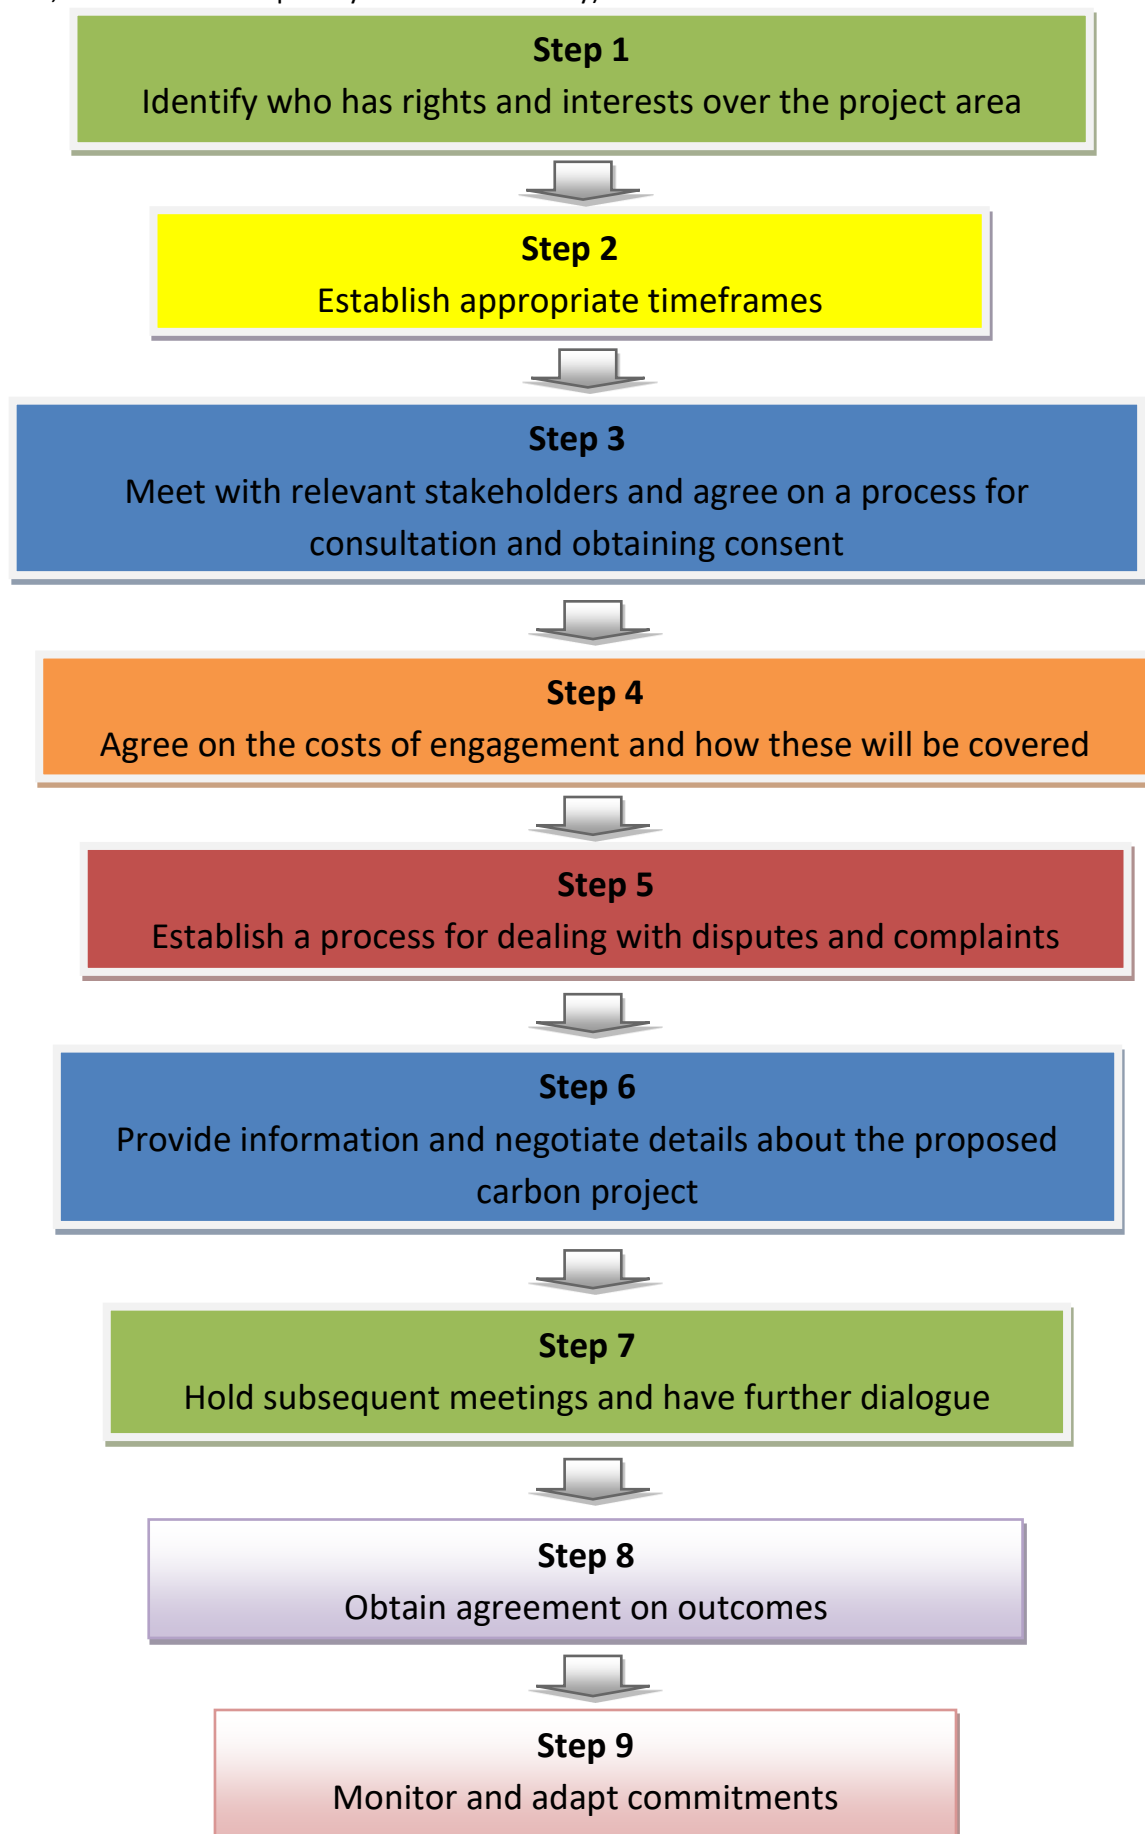 Step 1
Identify who has rights and interests over the project area
Step 2
Establish appropriate timeframes
Step 3
Meet with relevant stakeholders and agree on a process for
consultation and obtaining consent
Step 4
Agree on the costs of engagement and how these will be covered
Step 5
Establish a process for dealing with disputes and complaints
Step 6
Provide information and negotiate details about the proposed
carbon project
Step 7
Hold subsequent meetings and have further dialogue
Step 8
Obtain agreement on outcomes
Step 9
Monitor and adapt commitments